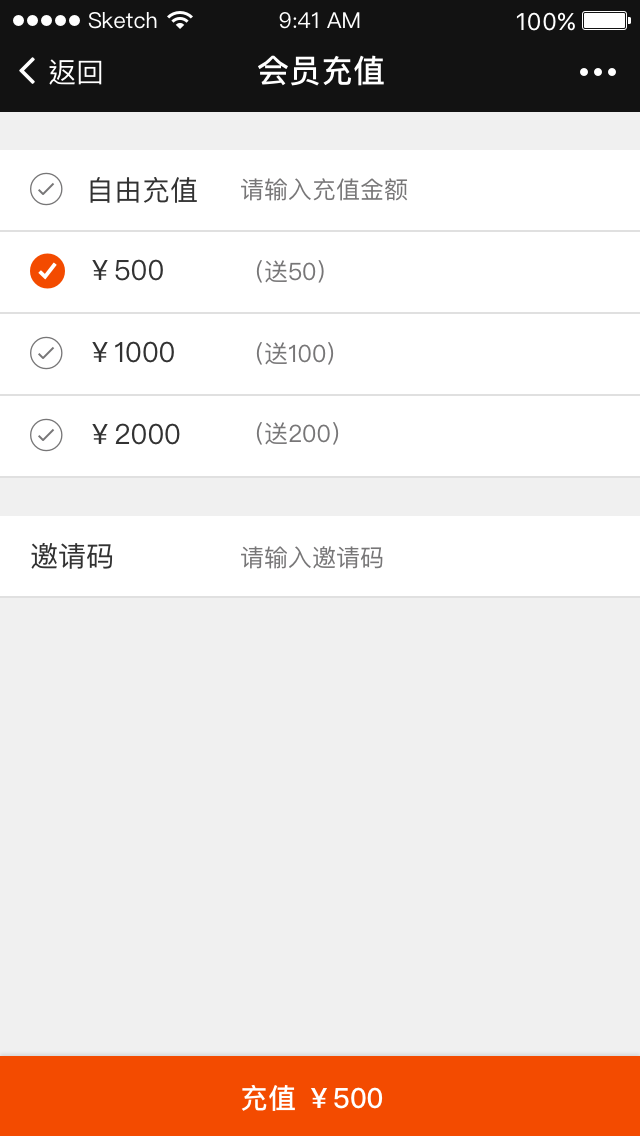 Sketch 9:41 AM 100%
返回 会员充值
自由充值 请输入充值金额
¥500 （送50）
¥1000 （送100）
¥2000 （送200）
邀请码 请输入邀请码
充值 ¥500